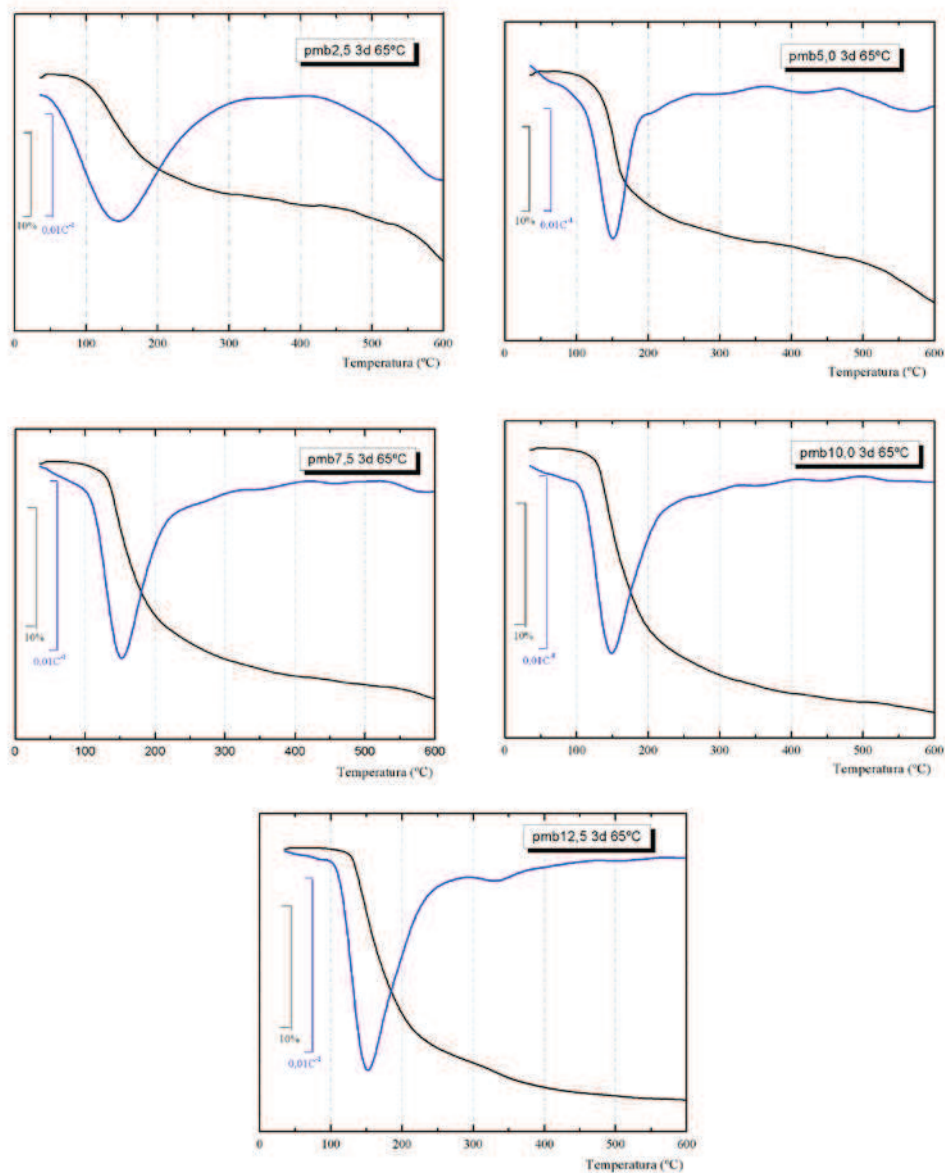 pmb2,5 3d 65ºC
10%
0,01C⁻¹
0 100 200 300 400 500 600
Temperatura (ºC)
pmb5,0 3d 65ºC
10%
0,01C⁻¹
0 100 200 300 400 500 600
Temperatura (ºC)
pmb7,5 3d 65ºC
10%
0,01C⁻¹
0 100 200 300 400 500 600
Temperatura (ºC)
pmb10,0 3d 65ºC
10%
0,01C⁻¹
0 100 200 300 400 500 600
Temperatura (ºC)
pmb12,5 3d 65ºC
10%
0,01C⁻¹
0 100 200 300 400 500 600
Temperatura (ºC)